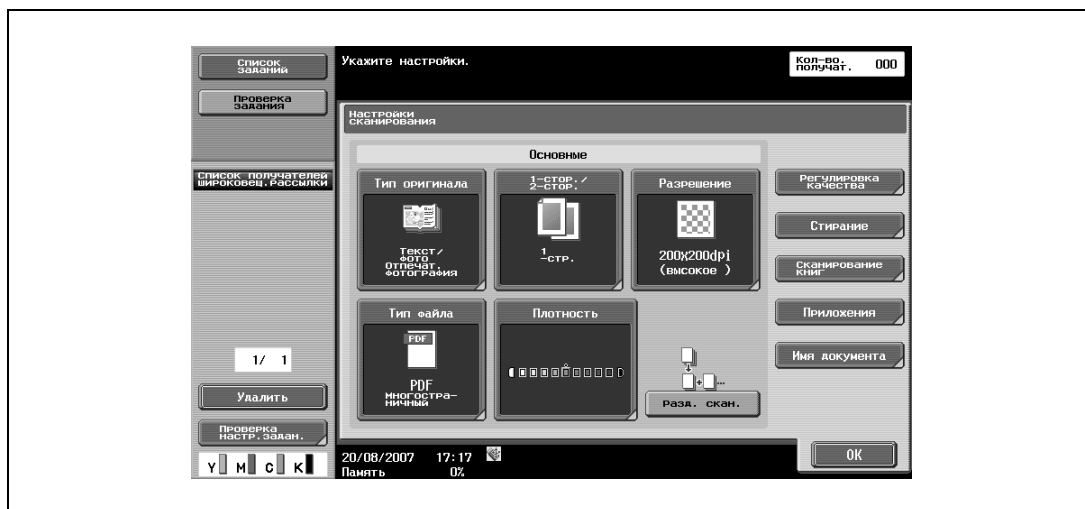 Список
заданий
Проверка
задания
Список получателей
широковещ.рассылки
1/ 1
Удалить
Проверка
настр.задан.
Y M C K
Укажите настройки.
Кол-во.
получат. 000
Настройки
сканирования
Основные
Тип оригинала
Текст/
фото
отпечат.
фотография
1-стор./
2-стор.
1
-стр.
Разрешение
200x200dpi
(высокое )
Тип файла
PDF
PDF
многостра-
ничный
Плотность
Разд. скан.
Регулировка
качества
Стирание
Сканирование
книг
Приложения
Имя документа
20/08/2007 17:17
Память 0%
OK